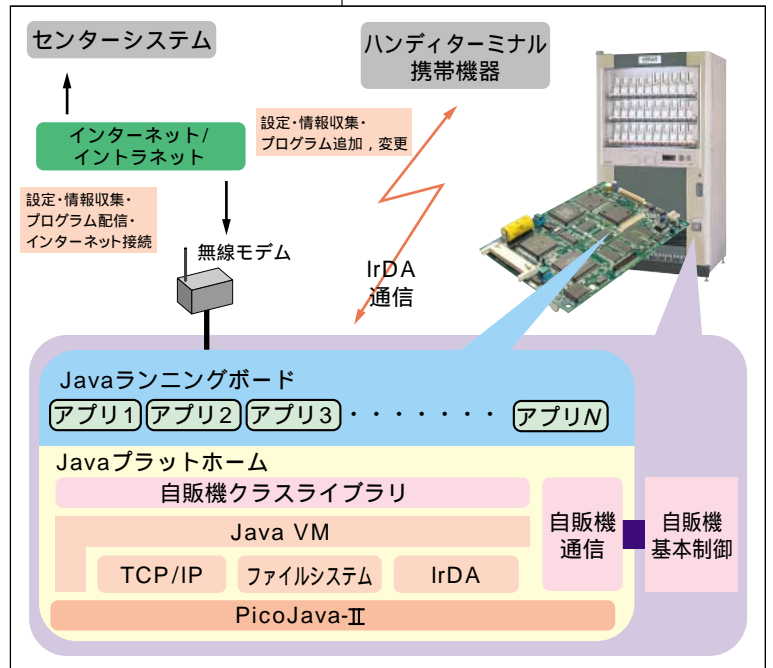 センターシステム
ハンディターミナル
携帯機器
インターネット/
イントラネット
設定・情報収集・
プログラム追加，変更
設定・情報収集・
プログラム配信・
インターネット接続
無線モデム
IrDA
通信
Javaランニングボード
アプリ1 アプリ2 アプリ3 ・・・・・・・ アプリN
Javaプラットホーム
自販機クラスライブラリ
Java VM
自販機
通信
自販機
基本制御
TCP/IP ファイルシステム IrDA
PicoJava-Ⅱ